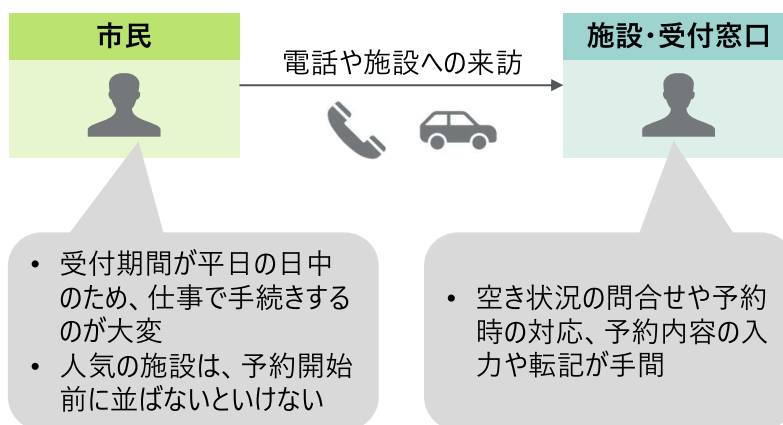 市民
電話や施設への来訪
施設・受付窓口
• 受付期間が平日の日中
のため、仕事で手続きする
のが大変
• 人気の施設は、予約開始
前に並ばないといけない
• 空き状況の問合せや予約
時の対応、予約内容の入
力や転記が手間